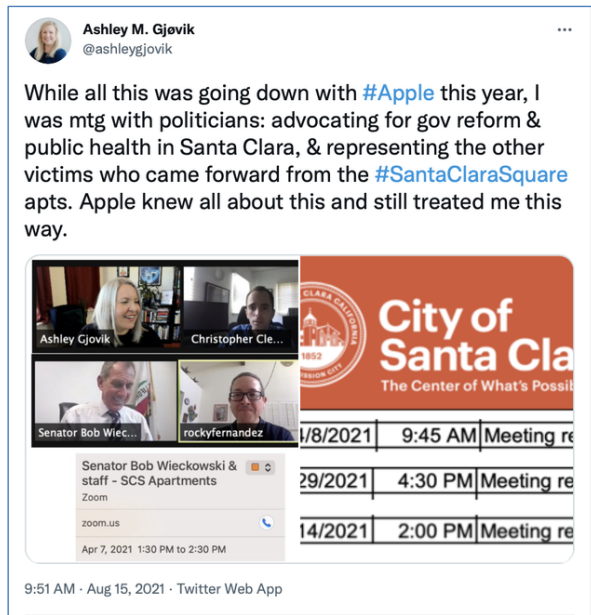 Ashley M. Gjøvik
@ashleygjovik
While all this was going down with #Apple this year, I
was mtg with politicians: advocating for gov reform &
public health in Santa Clara, & representing the other
victims who came forward from the #SantaClaraSquare
apts. Apple knew all about this and still treated me this
way.
Ashley Gjovik
Christopher Cle...
Senator Bob Wiec...
rockyfernandez
Senator Bob Wieckowski &
staff - SCS Apartments
Zoom
zoom.us
Apr 7, 2021 1:30 PM to 2:30 PM
CLARA CALIFORNIA
1852
SSION CITY
City of
Santa Cla
The Center of What's Possib
/8/2021 9:45 AM Meeting re
29/2021 4:30 PM Meeting re
14/2021 2:00 PM Meeting re
9:51 AM · Aug 15, 2021 · Twitter Web App